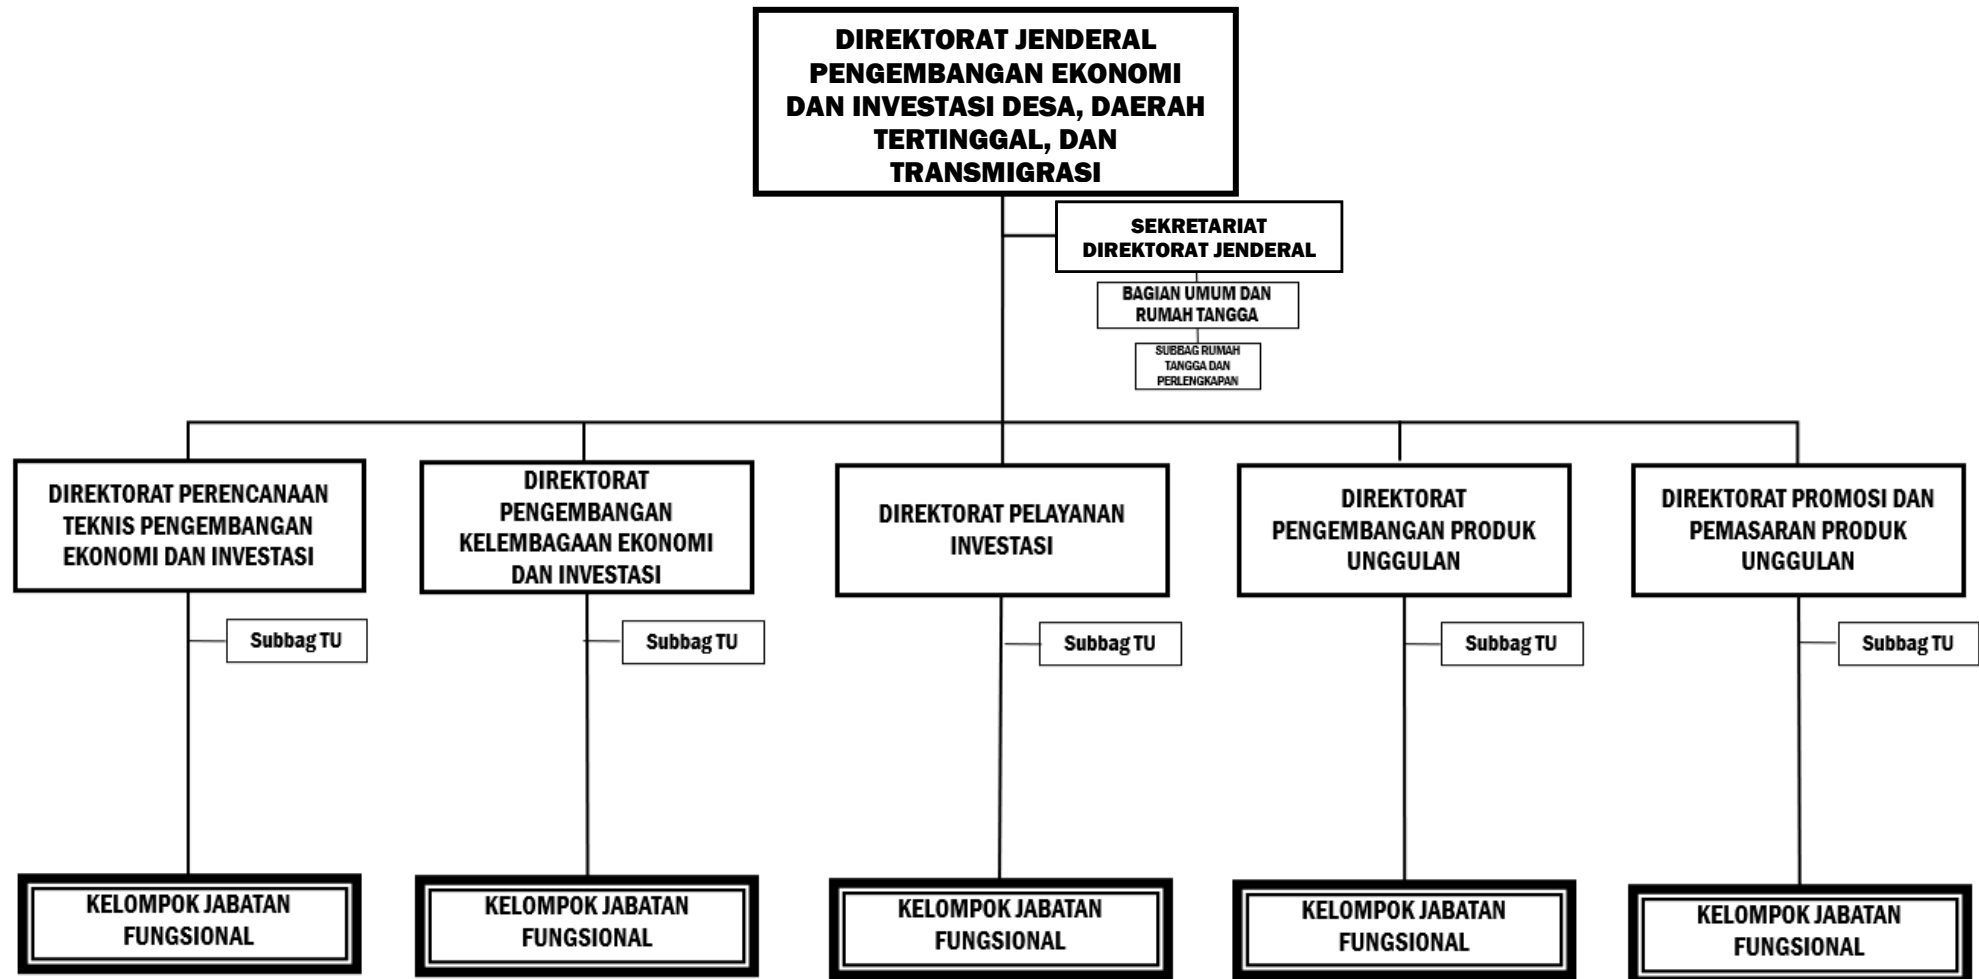 DIREKTORAT JENDERAL
PENGEMBANGAN EKONOMI
DAN INVESTASI DESA, DAERAH
TERTINGGAL, DAN
TRANSMIGRASI
SEKRETARIAT
DIREKTORAT JENDERAL
BAGIAN UMUM DAN
RUMAH TANGGA
SUBBAG RUMAH
TANGGA DAN
PERLENGKAPAN
DIREKTORAT PERENCANAAN
TEKNIS PENGEMBANGAN
EKONOMI DAN INVESTASI
DIREKTORAT
PENGEMBANGAN
KELEMBAGAAN EKONOMI
DAN INVESTASI
DIREKTORAT PELAYANAN
INVESTASI
DIREKTORAT
PENGEMBANGAN PRODUK
UNGGULAN
DIREKTORAT PROMOSI DAN
PEMASARAN PRODUK
UNGGULAN
Subbag TU
Subbag TU
Subbag TU
Subbag TU
Subbag TU
KELOMPOK JABATAN
FUNGSIONAL
KELOMPOK JABATAN
FUNGSIONAL
KELOMPOK JABATAN
FUNGSIONAL
KELOMPOK JABATAN
FUNGSIONAL
KELOMPOK JABATAN
FUNGSIONAL